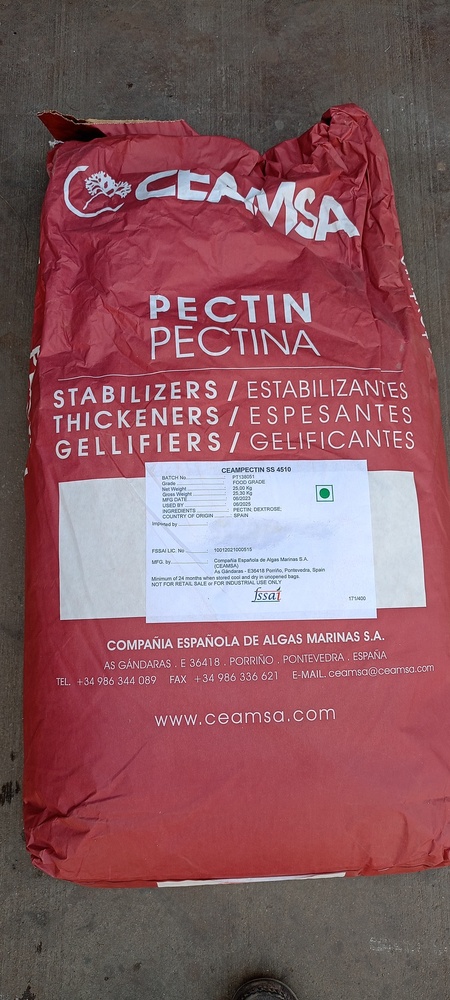 CEAMSA
PECTIN
PECTINA
STABILIZERS / ESTABILIZANTES
THICKENERS / ESPESANTES
GELLIFIERS / GELIFICANTES
CEAMPECTIN SS 4510
BATCH No. : PT138051
Grade : FOOD GRADE
Net Weight : 25,00 Kg
Gross Weight : 25,30 Kg
MFG DATE : 06/2023
USED BY : 06/2025
INGREDIENTS : PECTIN; DEXTROSE;
COUNTRY OF ORIGIN : SPAIN
Imported by
FSSAI LIC. No. : 10012021000515
MFG. by : Compañia Española de Algas Marinas S.A.
(CEAMSA)
As Gándaras - E36418 Porriño, Pontevedra, Spain
Minimum of 24 months when stored cool and dry in unopened bags.
NOT FOR RETAIL SALE or FOR INDUSTRIAL USE ONLY
fssai
171/400
COMPAÑIA ESPAÑOLA DE ALGAS MARINAS S.A.
AS GÁNDARAS . E 36418 . PORRIÑO . PONTEVEDRA . ESPAÑA
TEL. +34 986 344 089 FAX +34 986 336 621 E-MAIL. ceamsa@ceamsa.com
www.ceamsa.com